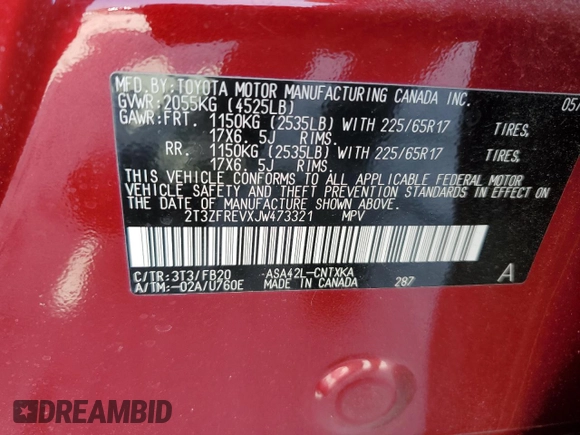 MFD.BY:TOYOTA MOTOR MANUFACTURING CANADA INC. 05/
GVWR:2055KG (4525LB)
GAWR:FRT. 1150KG (2535LB) WITH 225/65R17 TIRES,
17X6. 5J RIMS.
RR. 1150KG (2535LB) WITH 225/65R17 TIRES,
17X6. 5J RIMS.
THIS VEHICLE CONFORMS TO ALL APPLICABLE FEDERAL MOTOR
VEHICLE SAFETY AND THEFT PREVENTION STANDARDS IN EFFECT ON
THE DATE OF MANUFACTURE SHOWN ABOVE.
2T3ZFREVXJW473321 MPV
C/TR:3T3/FB20 -ASA42L-CNTXKA
A/TM:-02A/U760E MADE IN CANADA 287 A
DREAMBID